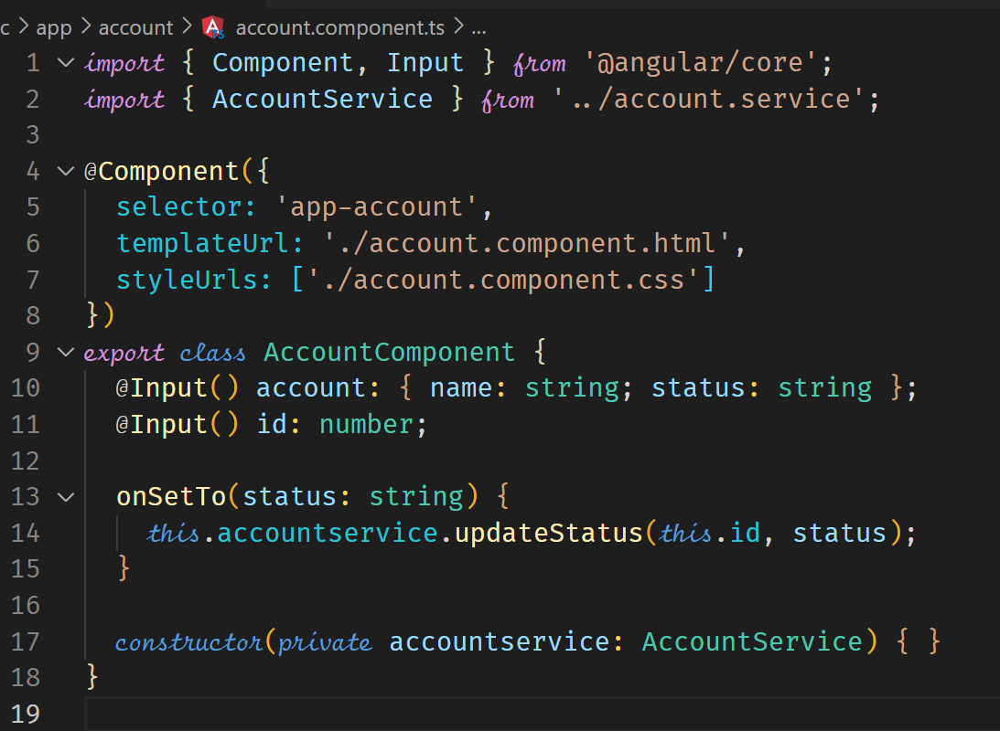 c > app > account > account.component.ts > ...
1 import { Component, Input } from '@angular/core';
2 import { AccountService } from '../account.service';
3
4 @Component({
5   selector: 'app-account',
6   templateUrl: './account.component.html',
7   styleUrls: ['./account.component.css']
8 })
9 export class AccountComponent {
10   @Input() account: { name: string; status: string };
11   @Input() id: number;
12
13   onSetTo(status: string) {
14     this.accountservice.updateStatus(this.id, status);
15   }
16
17   constructor(private accountservice: AccountService) { }
18 }
19